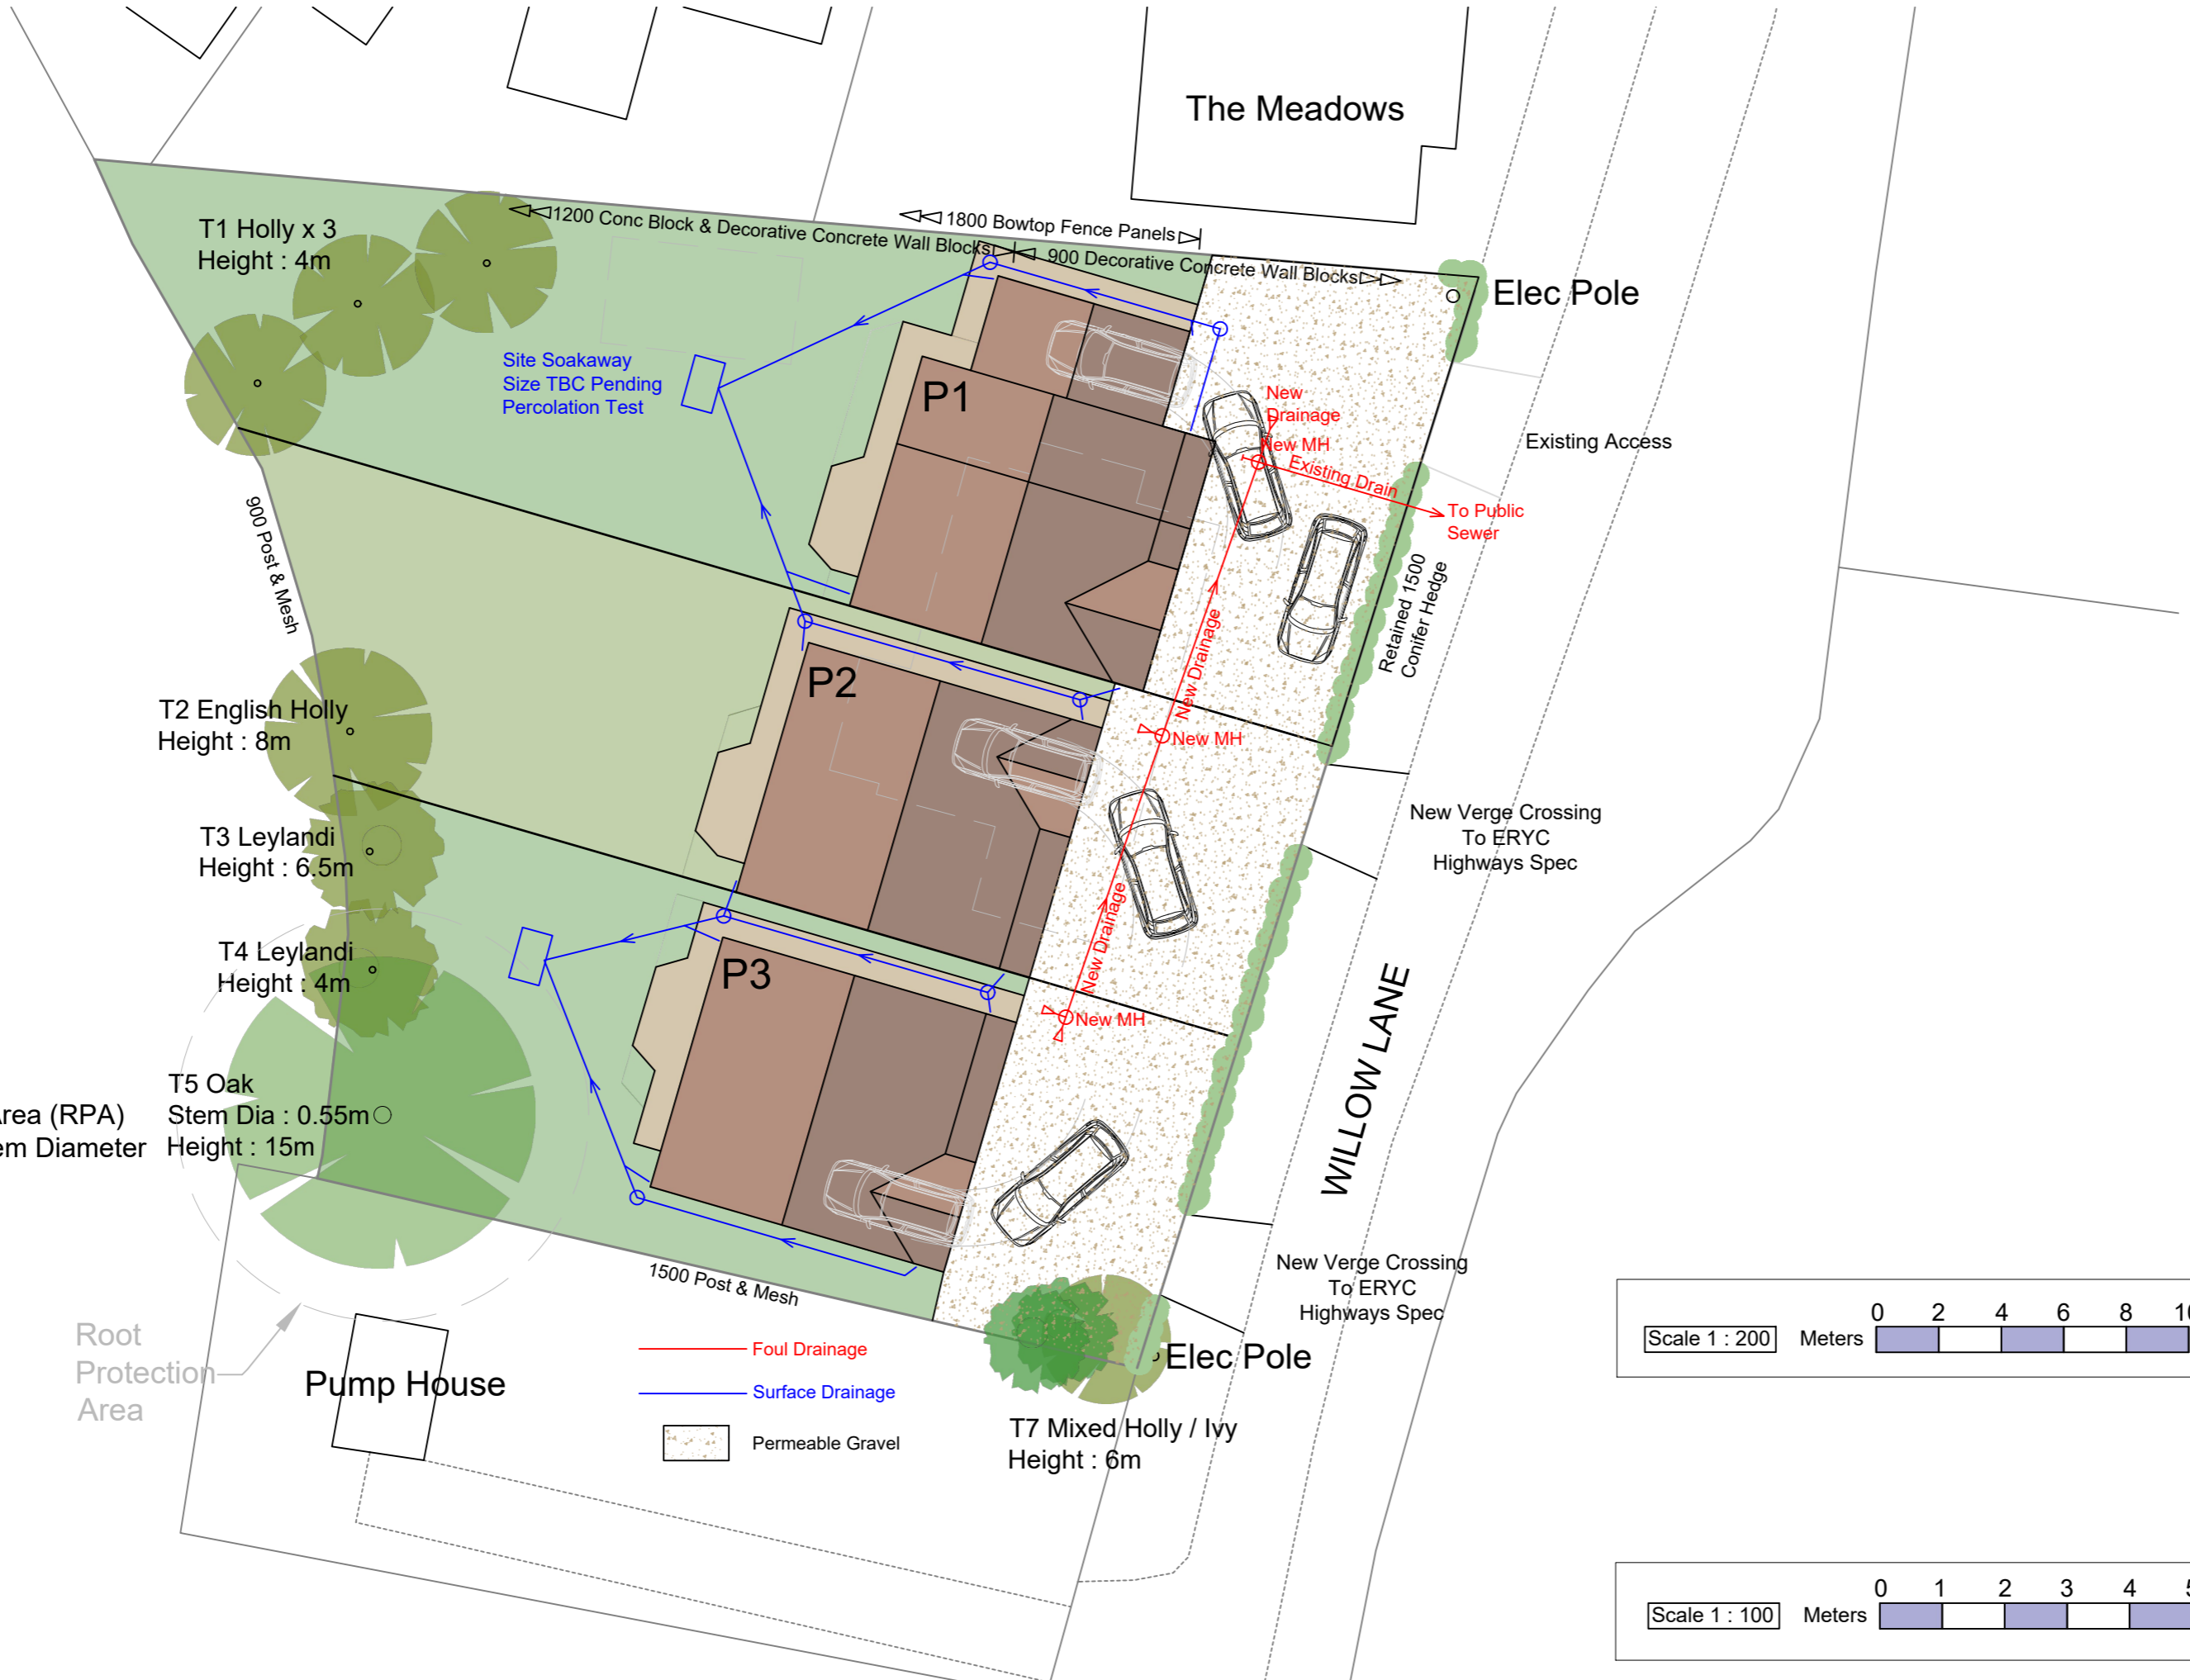 The Meadows
T1 Holly x 3
Height : 4m
1200 Conc Block & Decorative Concrete Wall Blocks
1800 Bowtop Fence Panels
900 Decorative Concrete Wall Blocks
Elec Pole
Site Soakaway
Size TBC Pending
Percolation Test
P1
New
Drainage
New MH
Existing Drain
Existing Access
To Public
Sewer
900 Post & Mesh
Retained 1500
Conifer Hedge
New Drainage
P2
T2 English Holly
Height : 8m
New MH
T3 Leylandi
Height : 6.5m
New Verge Crossing
To ERYC
Highways Spec
New Drainage
T4 Leylandi
Height : 4m
P3
New MH
WILLOW LANE
T5 Oak
Area (RPA)
Stem Dia : 0.55m
em Diameter
Height : 15m
New Verge Crossing
To ERYC
Highways Spec
1500 Post & Mesh
Root
Protection
Area
Pump House
Foul Drainage
Surface Drainage
Permeable Gravel
Elec Pole
T7 Mixed Holly / Ivy
Height : 6m
0 2 4 6 8 10
Scale 1 : 200 Meters
0 1 2 3 4 5
Scale 1 : 100 Meters